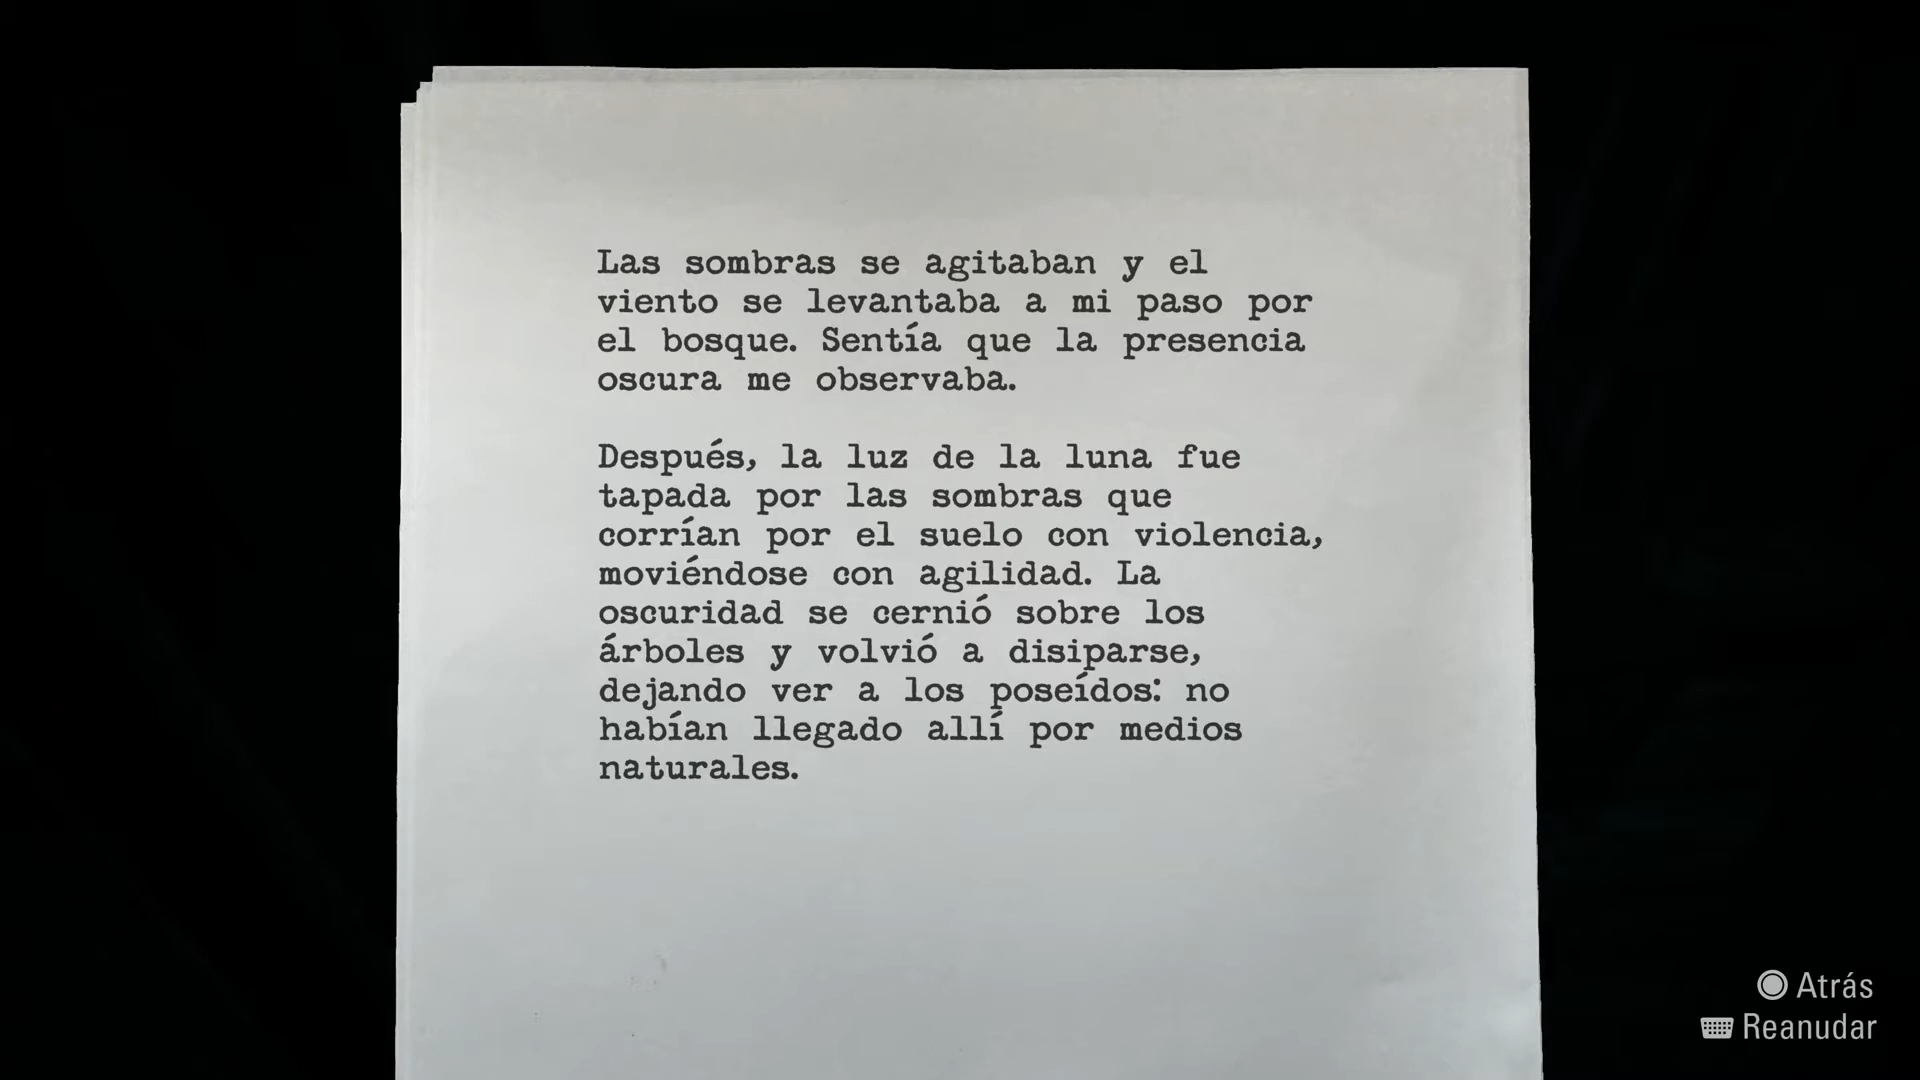 Las sombras se agitaban y el
viento se levantaba a mi paso por
el bosque. Sentía que la presencia
oscura me observaba.
Después, la luz de la luna fue
tapada por las sombras que
corrían por el suelo con violencia,
moviéndose con agilidad. La
oscuridad se cernió sobre los
árboles y volvió a disiparse,
dejando ver a los poseídos: no
habían llegado allí por medios
naturales.
Atrás
Reanudar